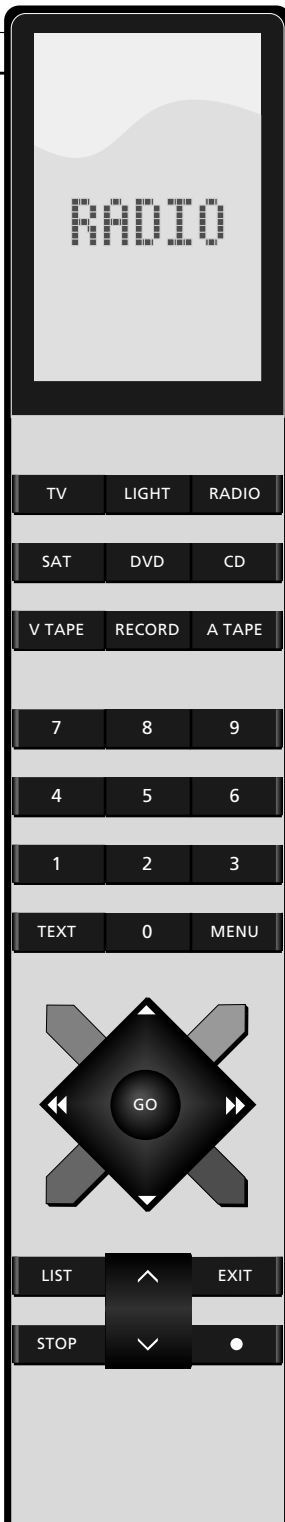 RADIO
TV LIGHT RADIO
SAT DVD CD
V TAPE RECORD A TAPE
7 8 9
4 5 6
1 2 3
TEXT 0 MENU
GO
LIST EXIT
STOP